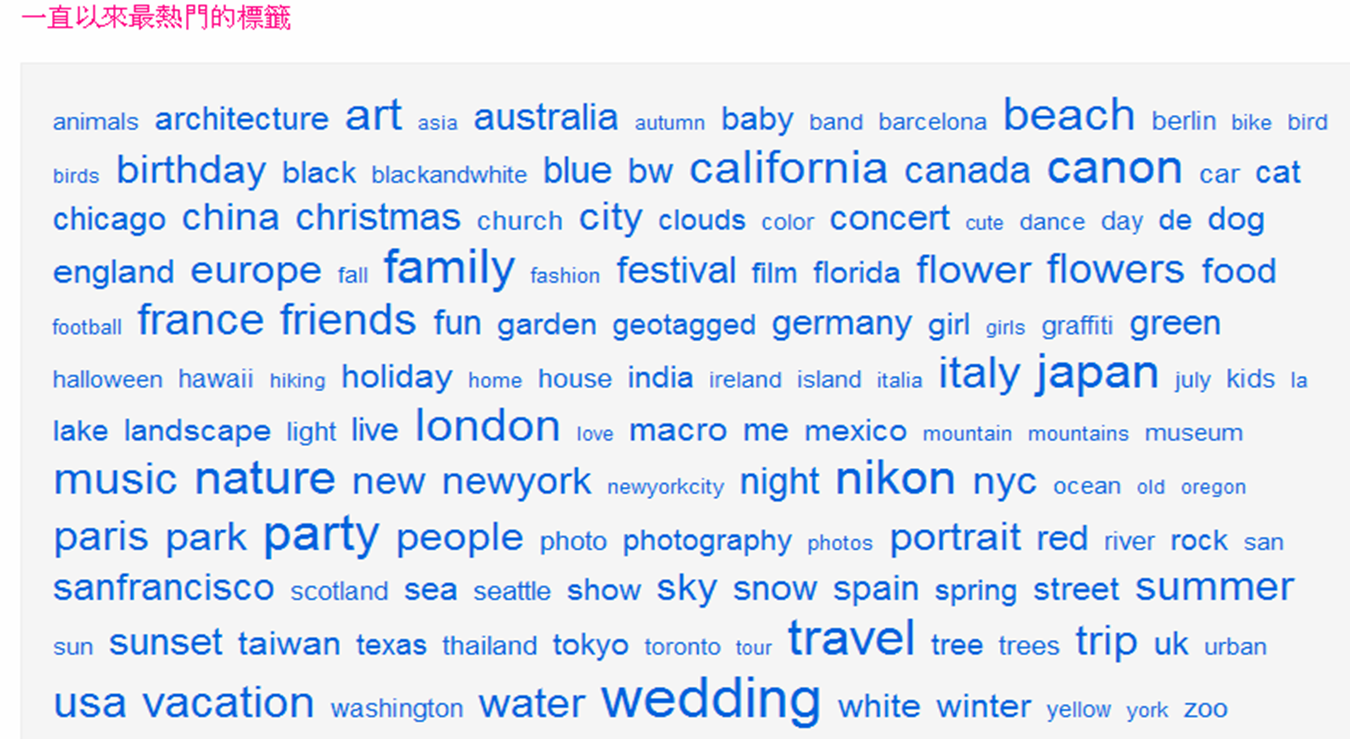 一直以來最熱門的標籤
animals architecture art asia australia autumn baby band barcelona beach berlin bike bird
birds birthday black blackandwhite blue bw california canada canon car cat
chicago china christmas church city clouds color concert cute dance day de dog
england europe fall family fashion festival film florida flower flowers food
football france friends fun garden geotagged germany girl girls graffiti green
halloween hawaii hiking holiday home house india ireland island italia italy japan july kids la
lake landscape light live london love macro me mexico mountain mountains museum
music nature new newyork newyorkcity night nikon nyc ocean old oregon
paris park party people photo photography photos portrait red river rock san
sanfrancisco scotland sea seattle show sky snow spain spring street summer
sun sunset taiwan texas thailand tokyo toronto tour travel tree trees trip uk urban
usa vacation washington water wedding white winter yellow york zoo